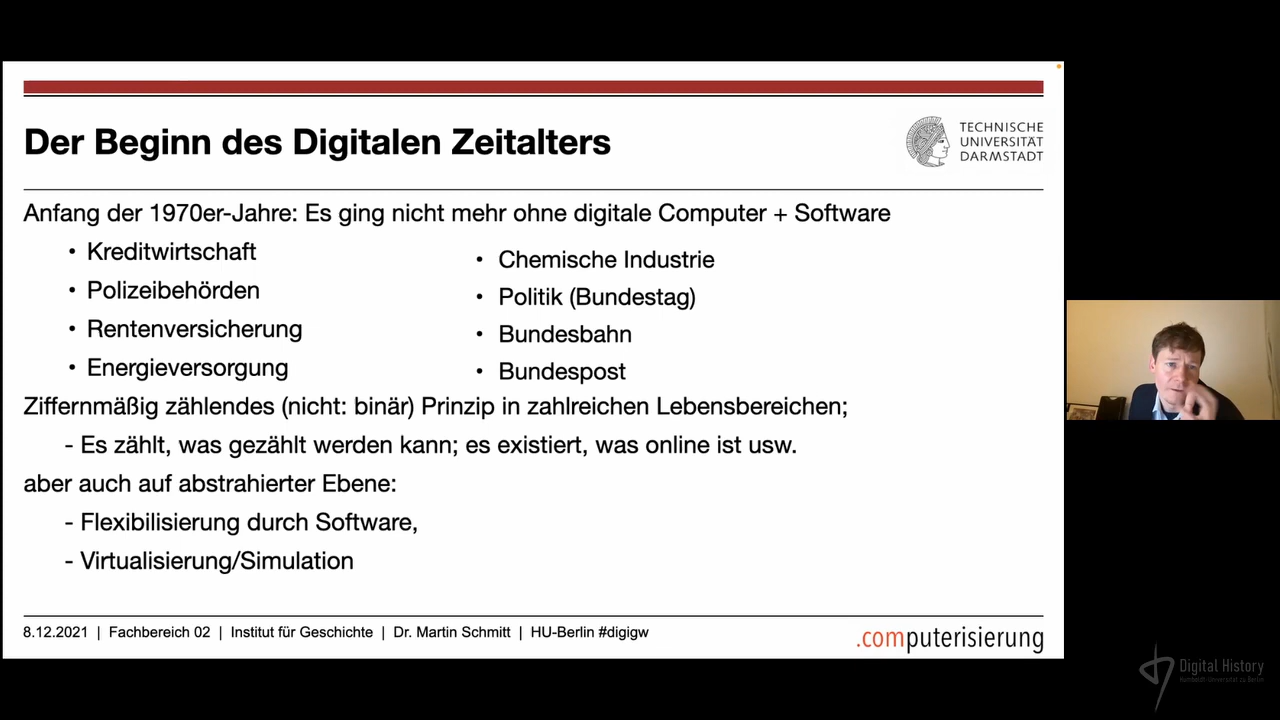 Der Beginn des Digitalen Zeitalters
TECHNISCHE
UNIVERSITÄT
DARMSTADT
Anfang der 1970er-Jahre: Es ging nicht mehr ohne digitale Computer + Software
• Kreditwirtschaft
• Polizeibehörden
• Rentenversicherung
• Energieversorgung
• Chemische Industrie
• Politik (Bundestag)
• Bundesbahn
• Bundespost
Ziffernmäßig zählendes (nicht: binär) Prinzip in zahlreichen Lebensbereichen;
- Es zählt, was gezählt werden kann; es existiert, was online ist usw.
aber auch auf abstrahierter Ebene:
- Flexibilisierung durch Software,
- Virtualisierung/Simulation
8.12.2021 | Fachbereich 02 | Institut für Geschichte | Dr. Martin Schmitt | HU-Berlin #digigw
.computerisierung
Digital History
Humboldt-Universität zu Berlin